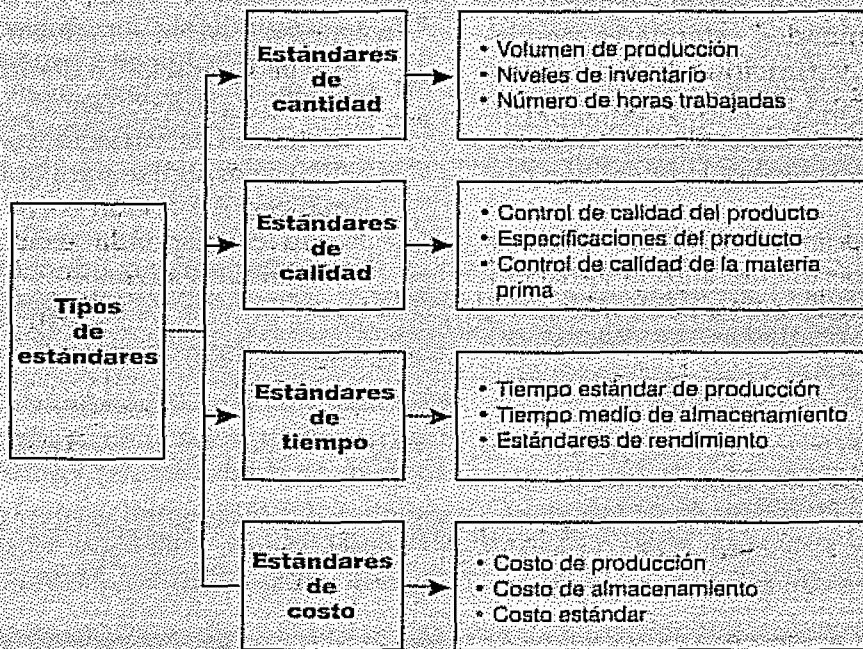 Tipos
de
estándares
Estándares
de
cantidad
• Volumen de producción
• Niveles de inventario
• Número de horas trabajadas
Estándares
de
calidad
• Control de calidad del producto
• Especificaciones del producto
• Control de calidad de la materia
prima
Estándares
de
tiempo
• Tiempo estándar de producción
• Tiempo medio de almacenamiento
• Estándares de rendimiento
Estándares
de
costo
• Costo de producción
• Costo de almacenamiento
• Costo estándar